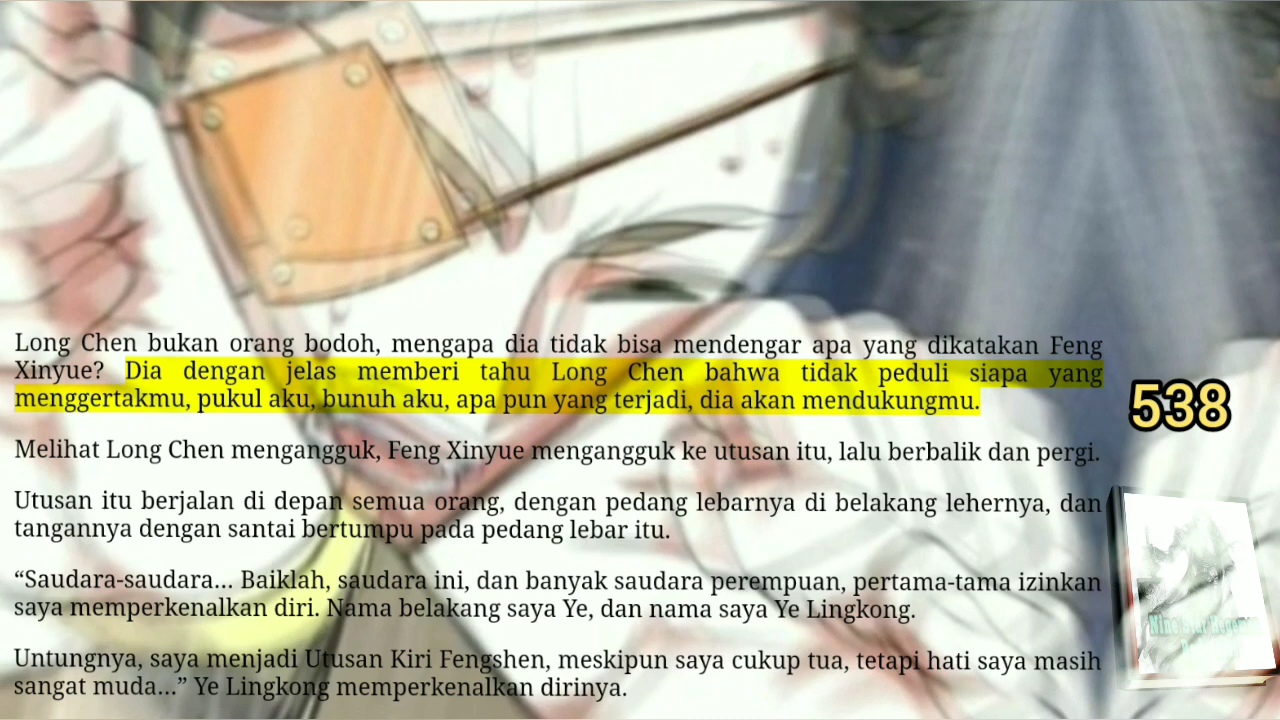 Long Chen bukan orang bodoh, mengapa dia tidak bisa mendengar apa yang dikatakan Feng
Xinyue? Dia dengan jelas memberi tahu Long Chen bahwa tidak peduli siapa yang
menggertakmu, pukul aku, bunuh aku, apa pun yang terjadi, dia akan mendukungmu.
Melihat Long Chen mengangguk, Feng Xinyue mengangguk ke utusan itu, lalu berbalik dan pergi.
Utusan itu berjalan di depan semua orang, dengan pedang lebarnya di belakang lehernya, dan
tangannya dengan santai bertumpu pada pedang lebar itu.
“Saudara-saudara... Baiklah, saudara ini, dan banyak saudara perempuan, pertama-tama izinkan
saya memperkenalkan diri. Nama belakang saya Ye, dan nama saya Ye Lingkong.
Untungnya, saya menjadi Utusan Kiri Fengshen, meskipun saya cukup tua, tetapi hati saya masih
sangat muda...” Ye Lingkong memperkenalkan dirinya.
538
Nine Star